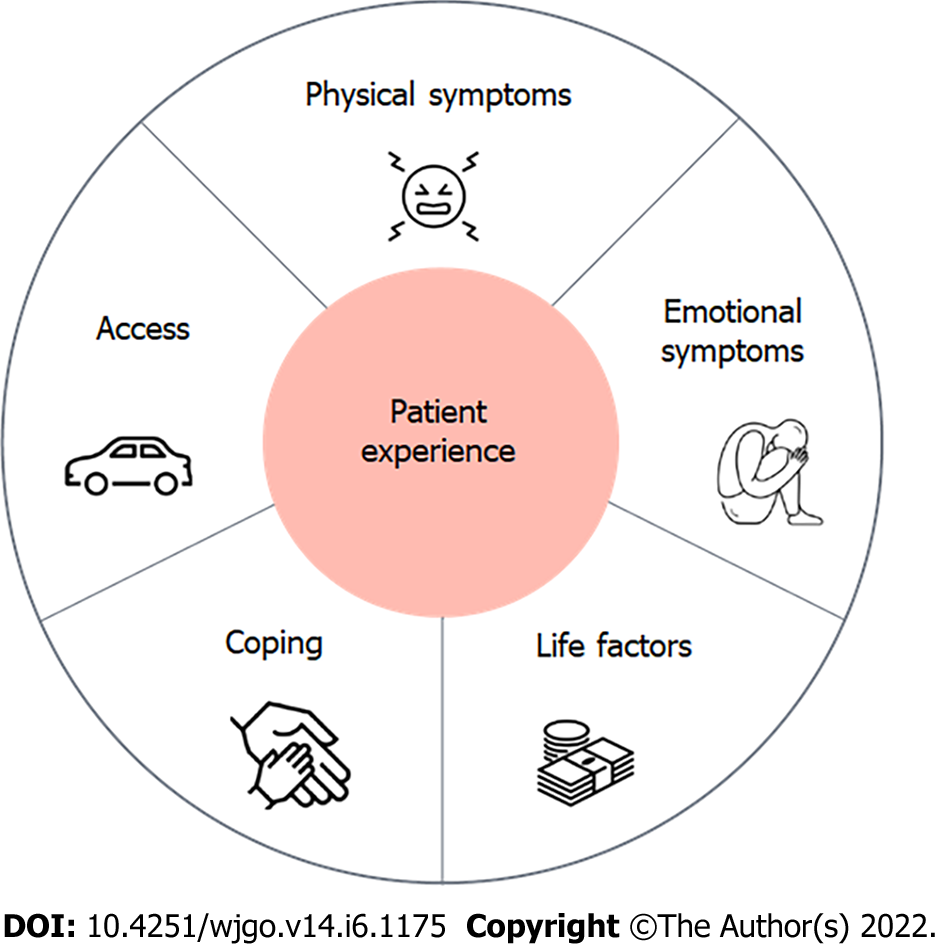 Physical symptoms
Access
Emotional
symptoms
Patient
experience
Coping
Life factors
DOI: 10.4251/wjgo.v14.i6.1175 Copyright ©The Author(s) 2022.